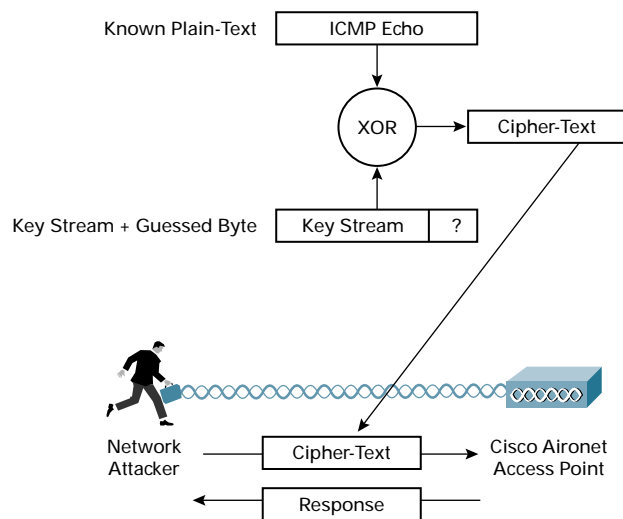 Known Plain-Text
ICMP Echo
XOR
Cipher-Text
Key Stream + Guessed Byte
Key Stream
?
Network
Attacker
Cipher-Text
Cisco Aironet
Access Point
Response